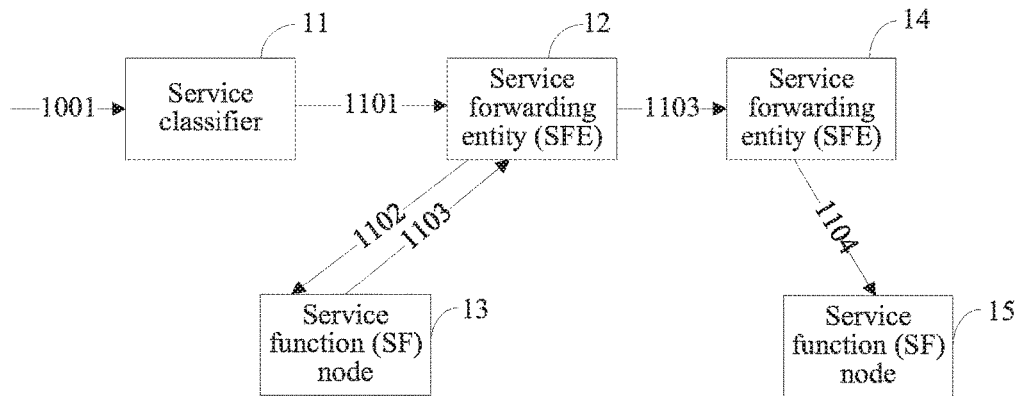 11
12
14
1001
Service
classifier
1101
Service
forwarding
entity (SFE)
1103
Service
forwarding
entity (SFE)
1102
1103
1104
Service
function (SF)
node
13
Service
function (SF)
node
15